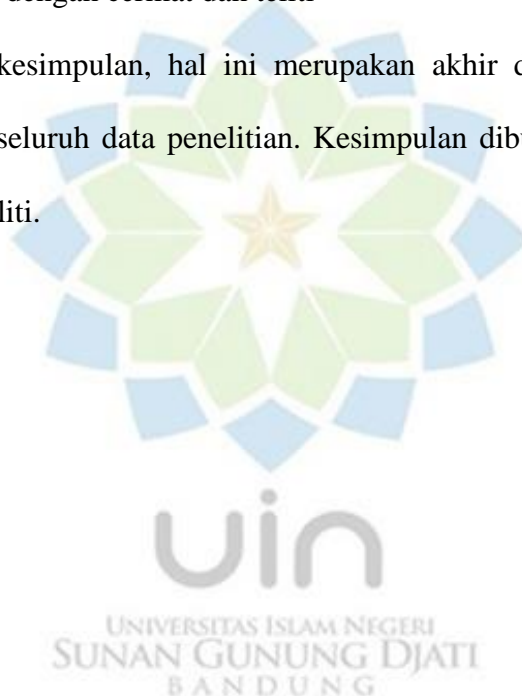 dengan cermat dan teliti
kesimpulan, hal ini merupakan akhir d
seluruh data penelitian. Kesimpulan dibu
liti.
uin
UNIVERSITAS ISLAM NEGERI
SUNAN GUNUNG DJATI
BANDUNG